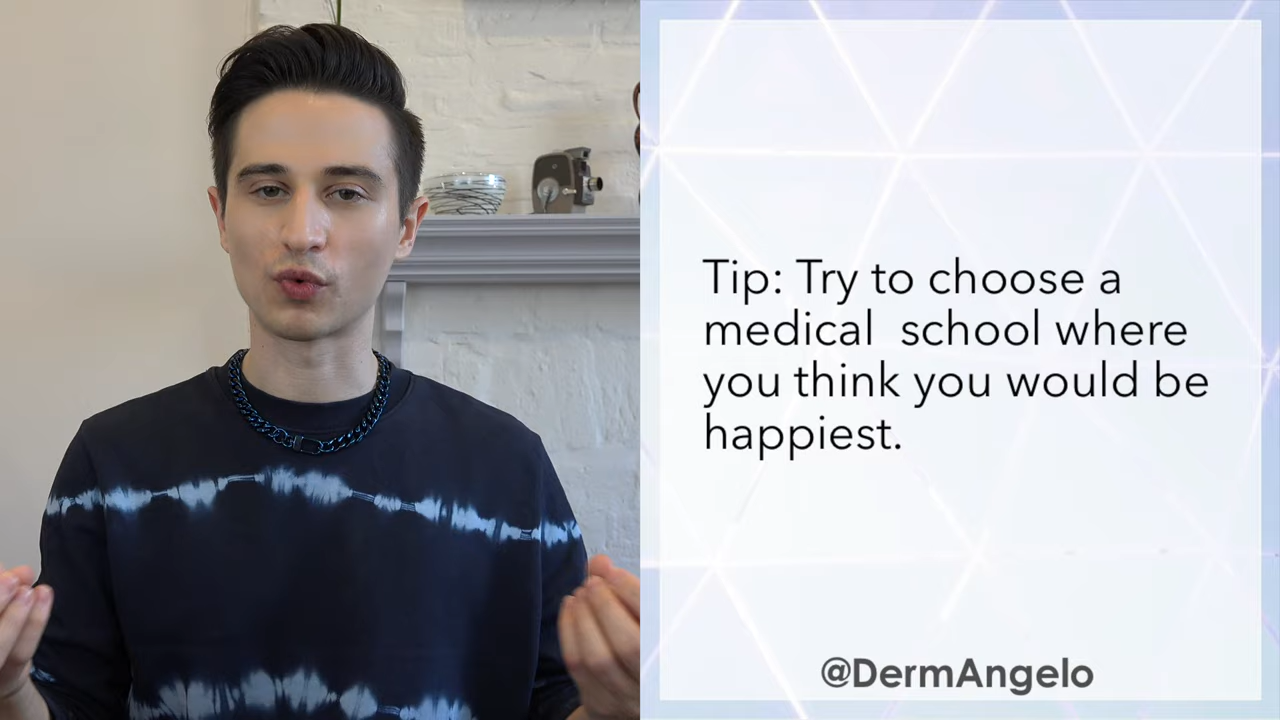 Tip: Try to choose a
medical  school where
you think you would be
happiest.
@DermAngelo